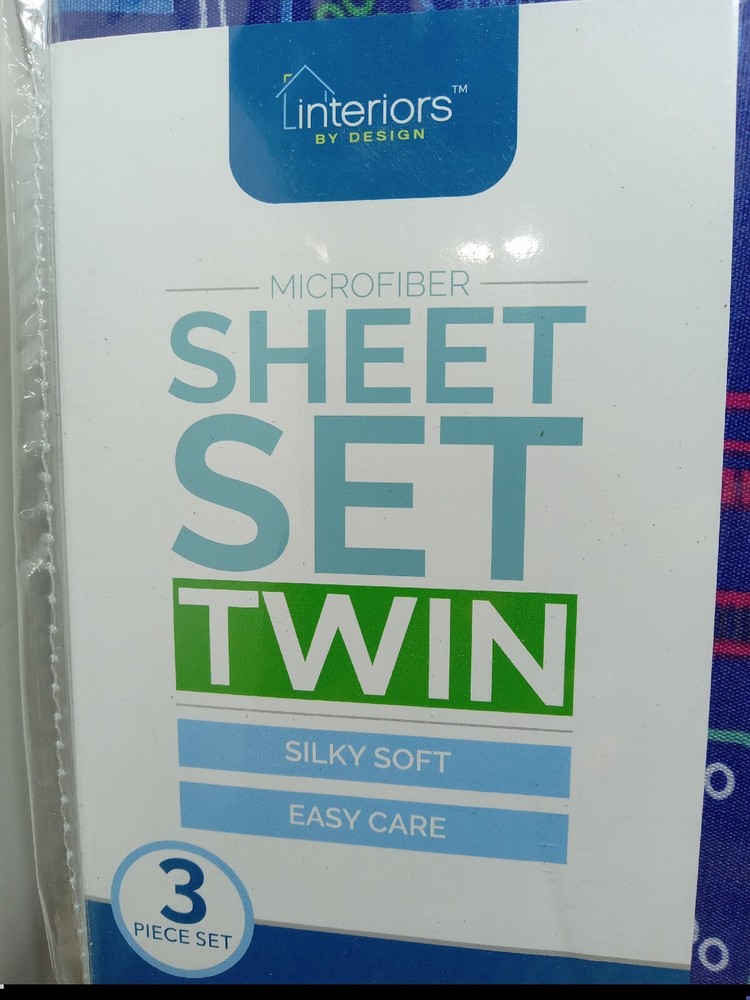 interiors™
BY DESIGN
MICROFIBER
SHEET
SET
TWIN
SILKY SOFT
EASY CARE
3
PIECE SET